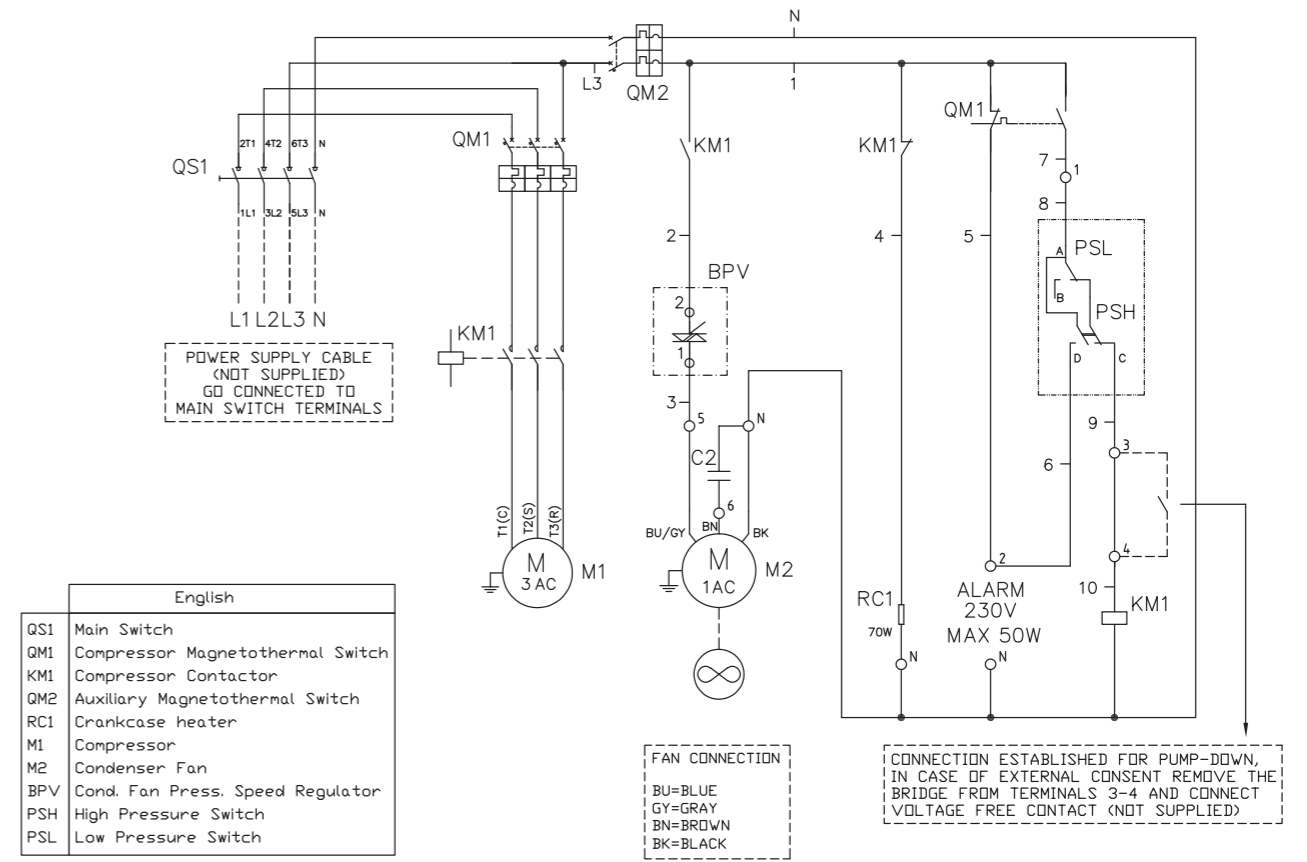 N
L3
QM2
1
2T1 4T2 6T3 N
QS1
1L1 3L2 5L3 N
QM1
KM1
KM1
QM1
7
1
8
2
4
5
A
PSL
B
PSH
D
C
BPV
2
1
3
5
N
L1 L2 L3 N
POWER SUPPLY CABLE
(NOT SUPPLIED)
GO CONNECTED TO
MAIN SWITCH TERMINALS
KM1
C2
6
9
3
6
T1(C)
T2(S)
T3(R)
BU/GY
BN
BK
4
M
3 AC
M1
M
1AC
M2
2
10
KM1
RC1
70W
N
ALARM
230V
MAX 50W
N
English
QS1 Main Switch
QM1 Compressor Magnetothermal Switch
KM1 Compressor Contactor
QM2 Auxiliary Magnetothermal Switch
RC1 Crankcase heater
M1 Compressor
M2 Condenser Fan
BPV Cond. Fan Press. Speed Regulator
PSH High Pressure Switch
PSL Low Pressure Switch
FAN CONNECTION
BU=BLUE
GY=GRAY
BN=BROWN
BK=BLACK
CONNECTION ESTABLISHED FOR PUMP-DOWN,
IN CASE OF EXTERNAL CONSENT REMOVE THE
BRIDGE FROM TERMINALS 3-4 AND CONNECT
VOLTAGE FREE CONTACT (NOT SUPPLIED)